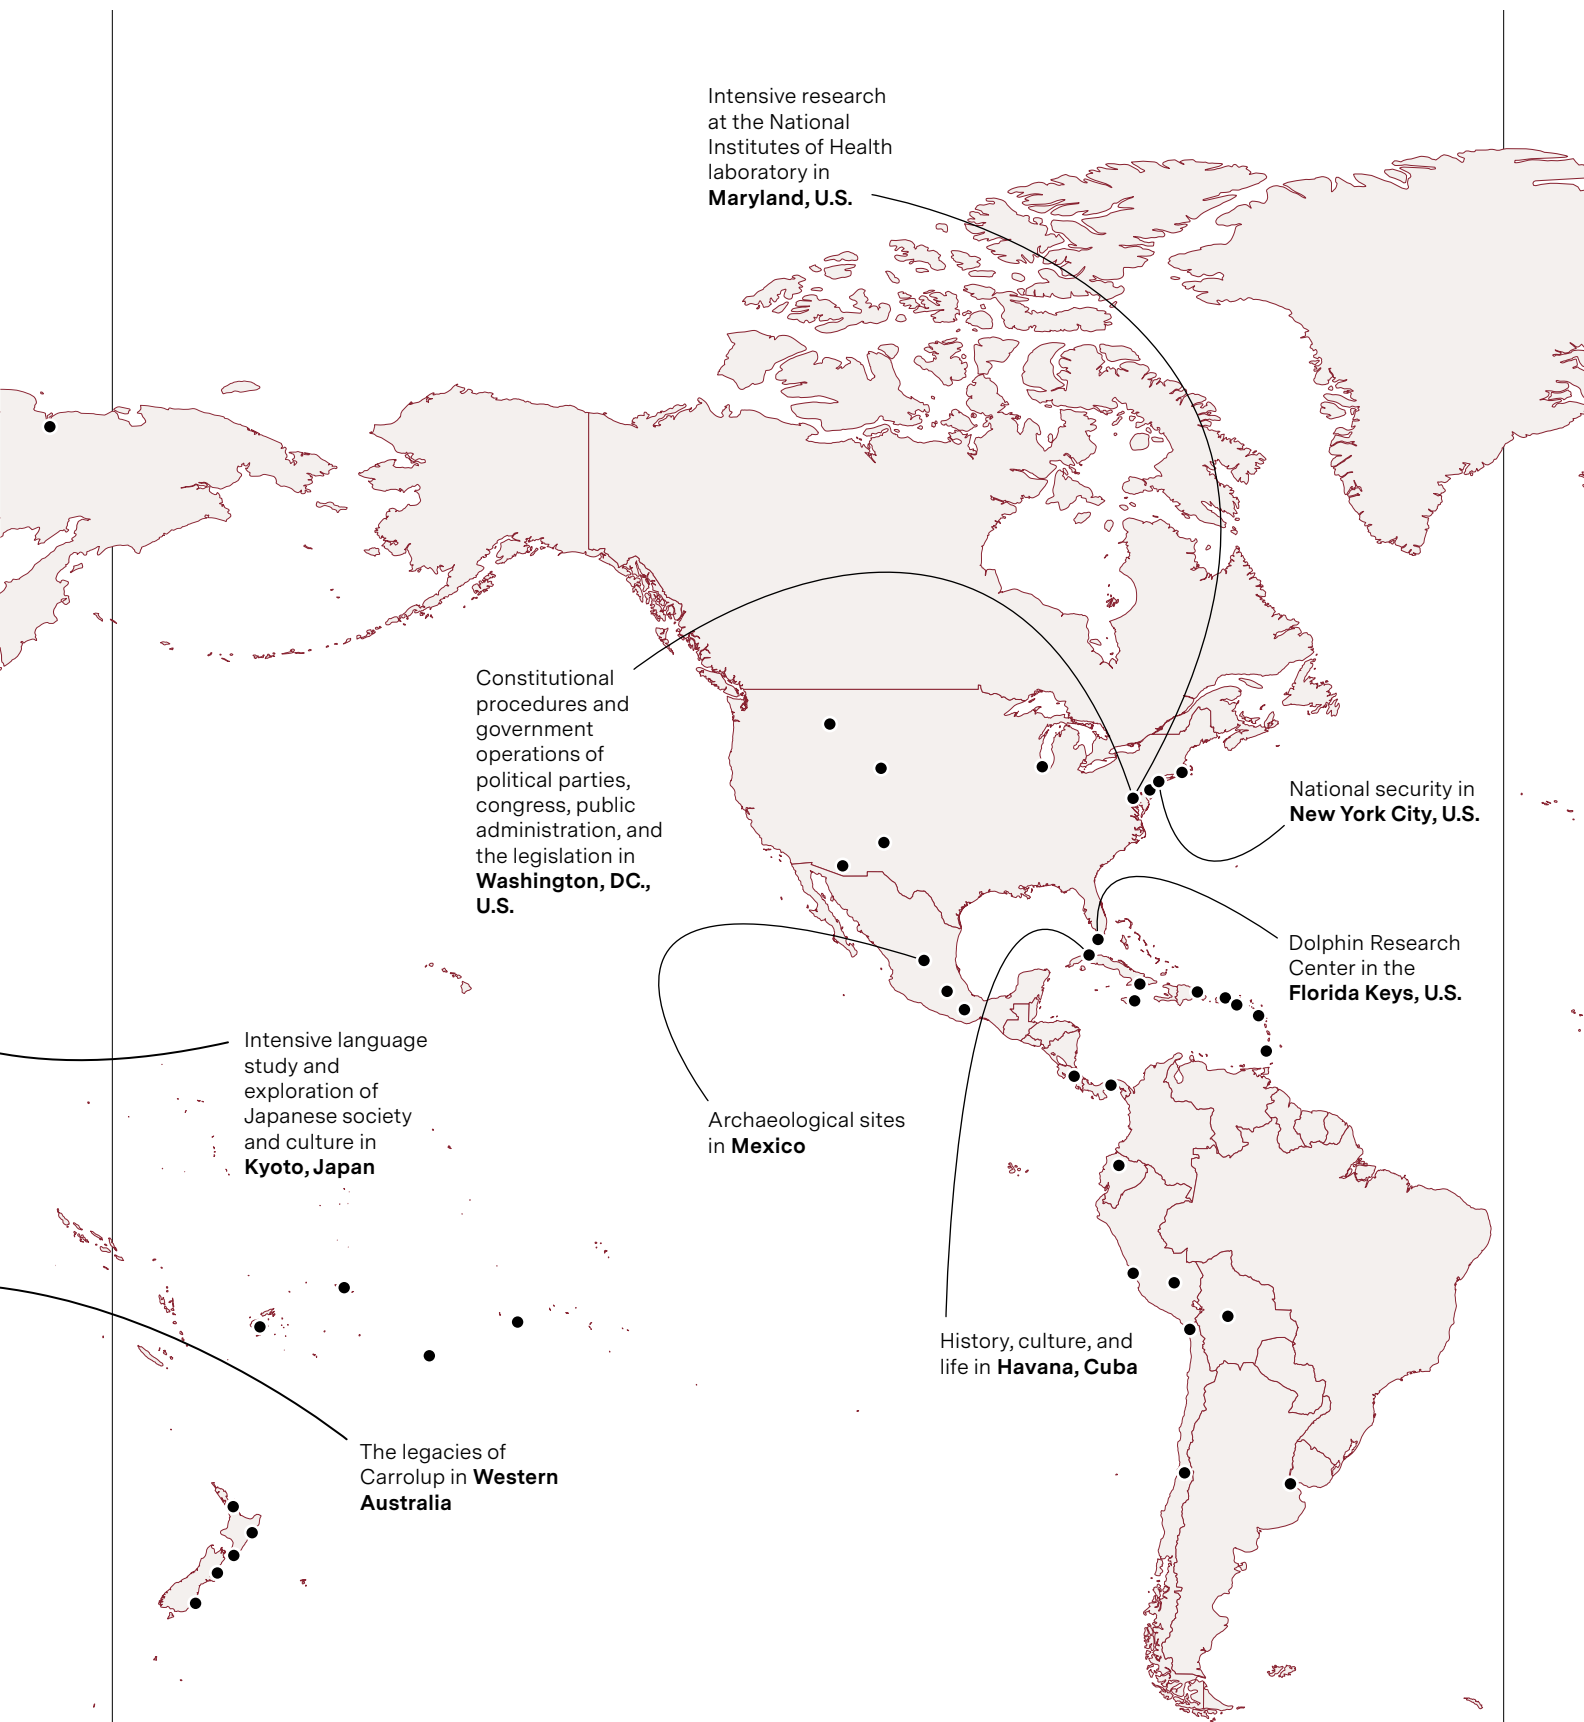 Intensive research
at the National
Institutes of Health
laboratory in
Maryland, U.S.
Constitutional
procedures and
government
operations of
political parties,
congress, public
administration, and
the legislation in
Washington, DC.,
U.S.
National security in
New York City, U.S.
Dolphin Research
Center in the
Florida Keys, U.S.
Intensive language
study and
exploration of
Japanese society
and culture in
Kyoto, Japan
Archaeological sites
in Mexico
History, culture, and
life in Havana, Cuba
The legacies of
Carrolup in Western
Australia